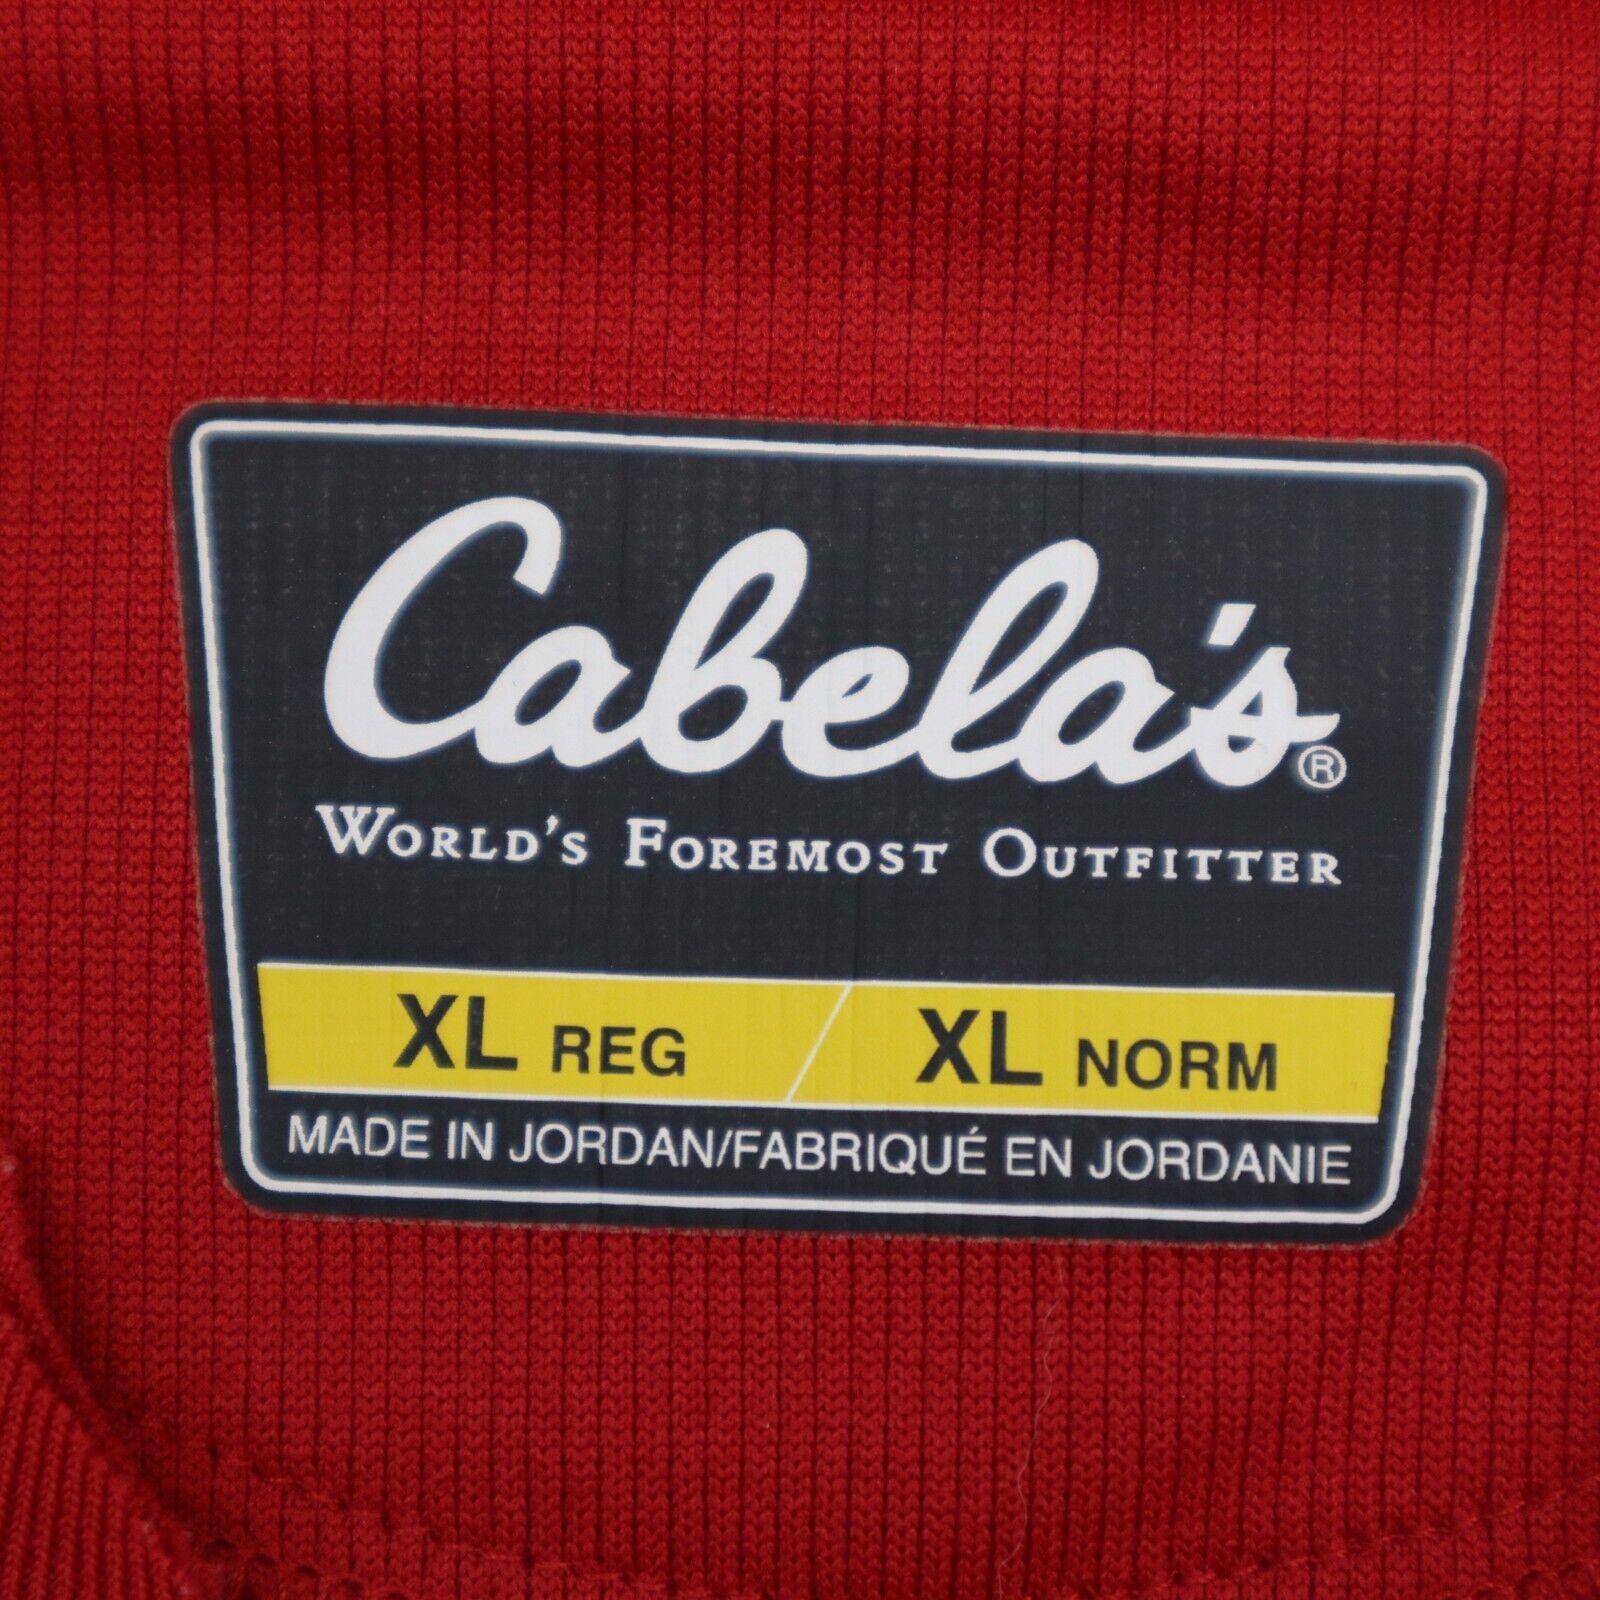 Cabela's®
WORLD'S FOREMOST OUTFITTER
XL REG / XL NORM
MADE IN JORDAN/FABRIQUÉ EN JORDANIE